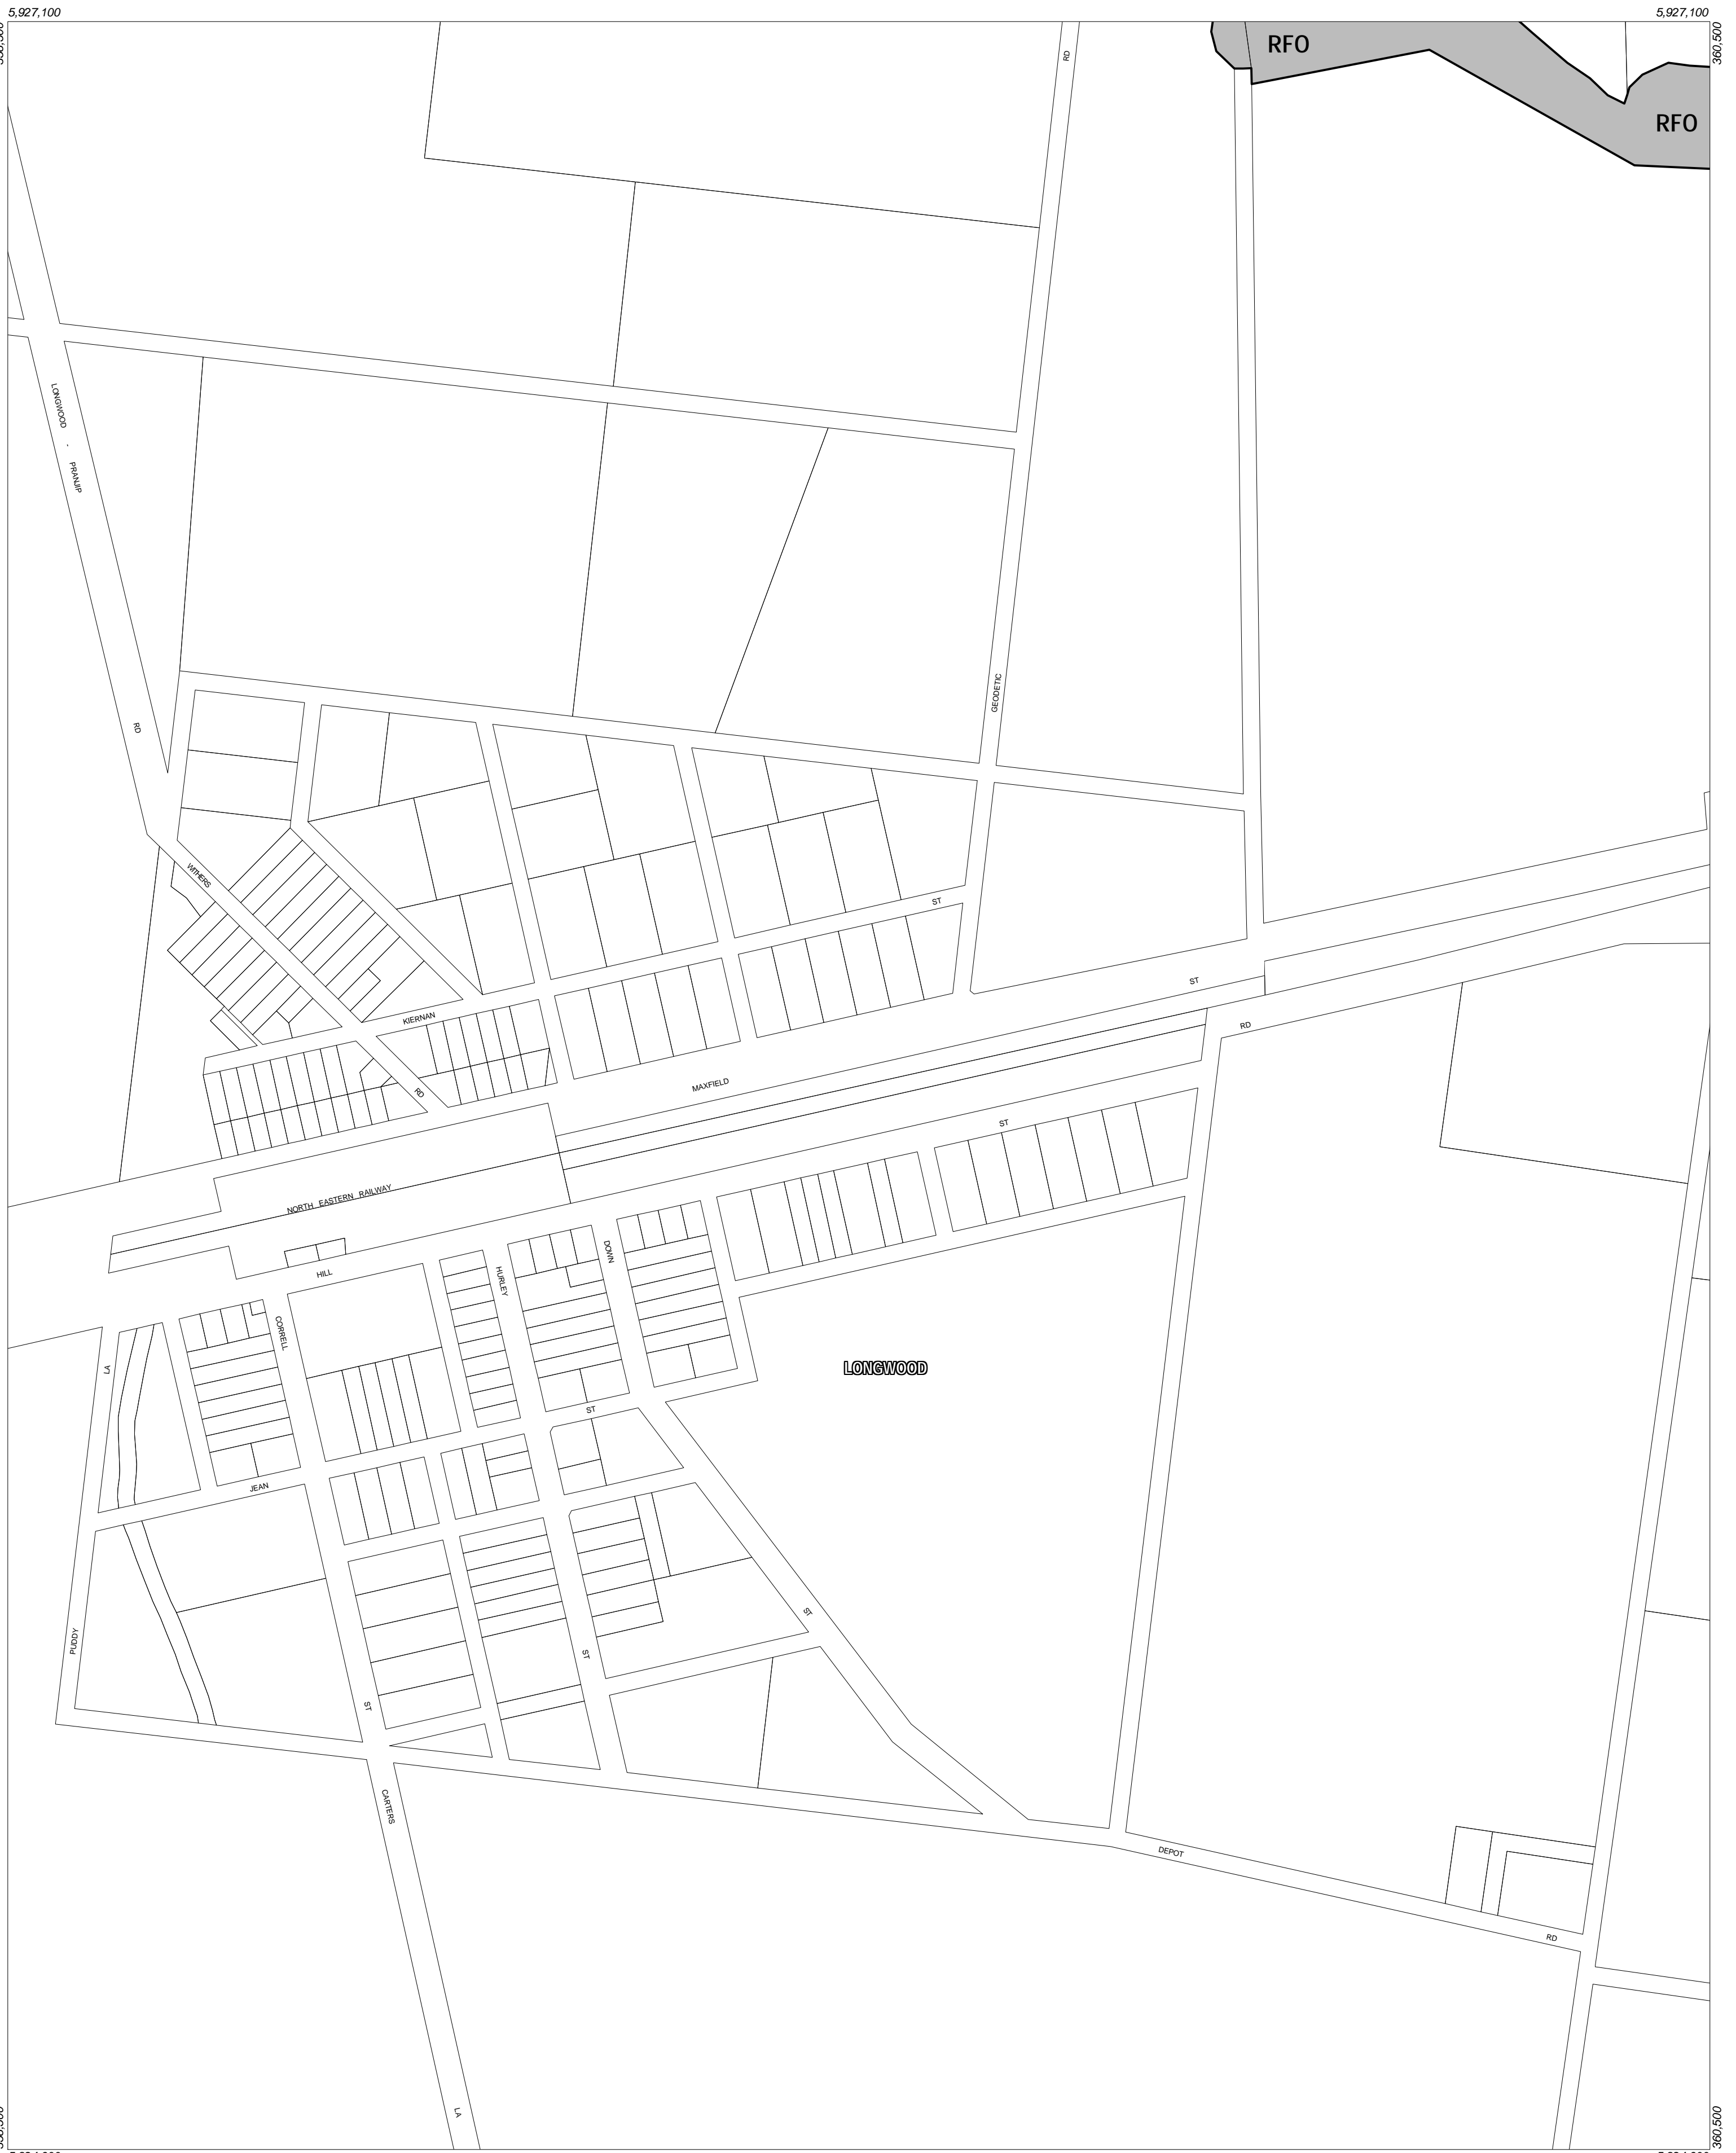 5,927,100
5,927,100
360,500
RD
RFO
RFO
LONGWOOD - PRANJIP
RD
GEODETIC
WITHERS
ST
ST
KIERNAN
RD
RD
MAXFIELD
ST
NORTH EASTERN RAILWAY
HILL
DOWN
HURLEY
CORRELL
LA
LONGWOOD
ST
JEAN
ST
PUDDY
ST
ST
CARTERS
DEPOT
RD
LA
360,500